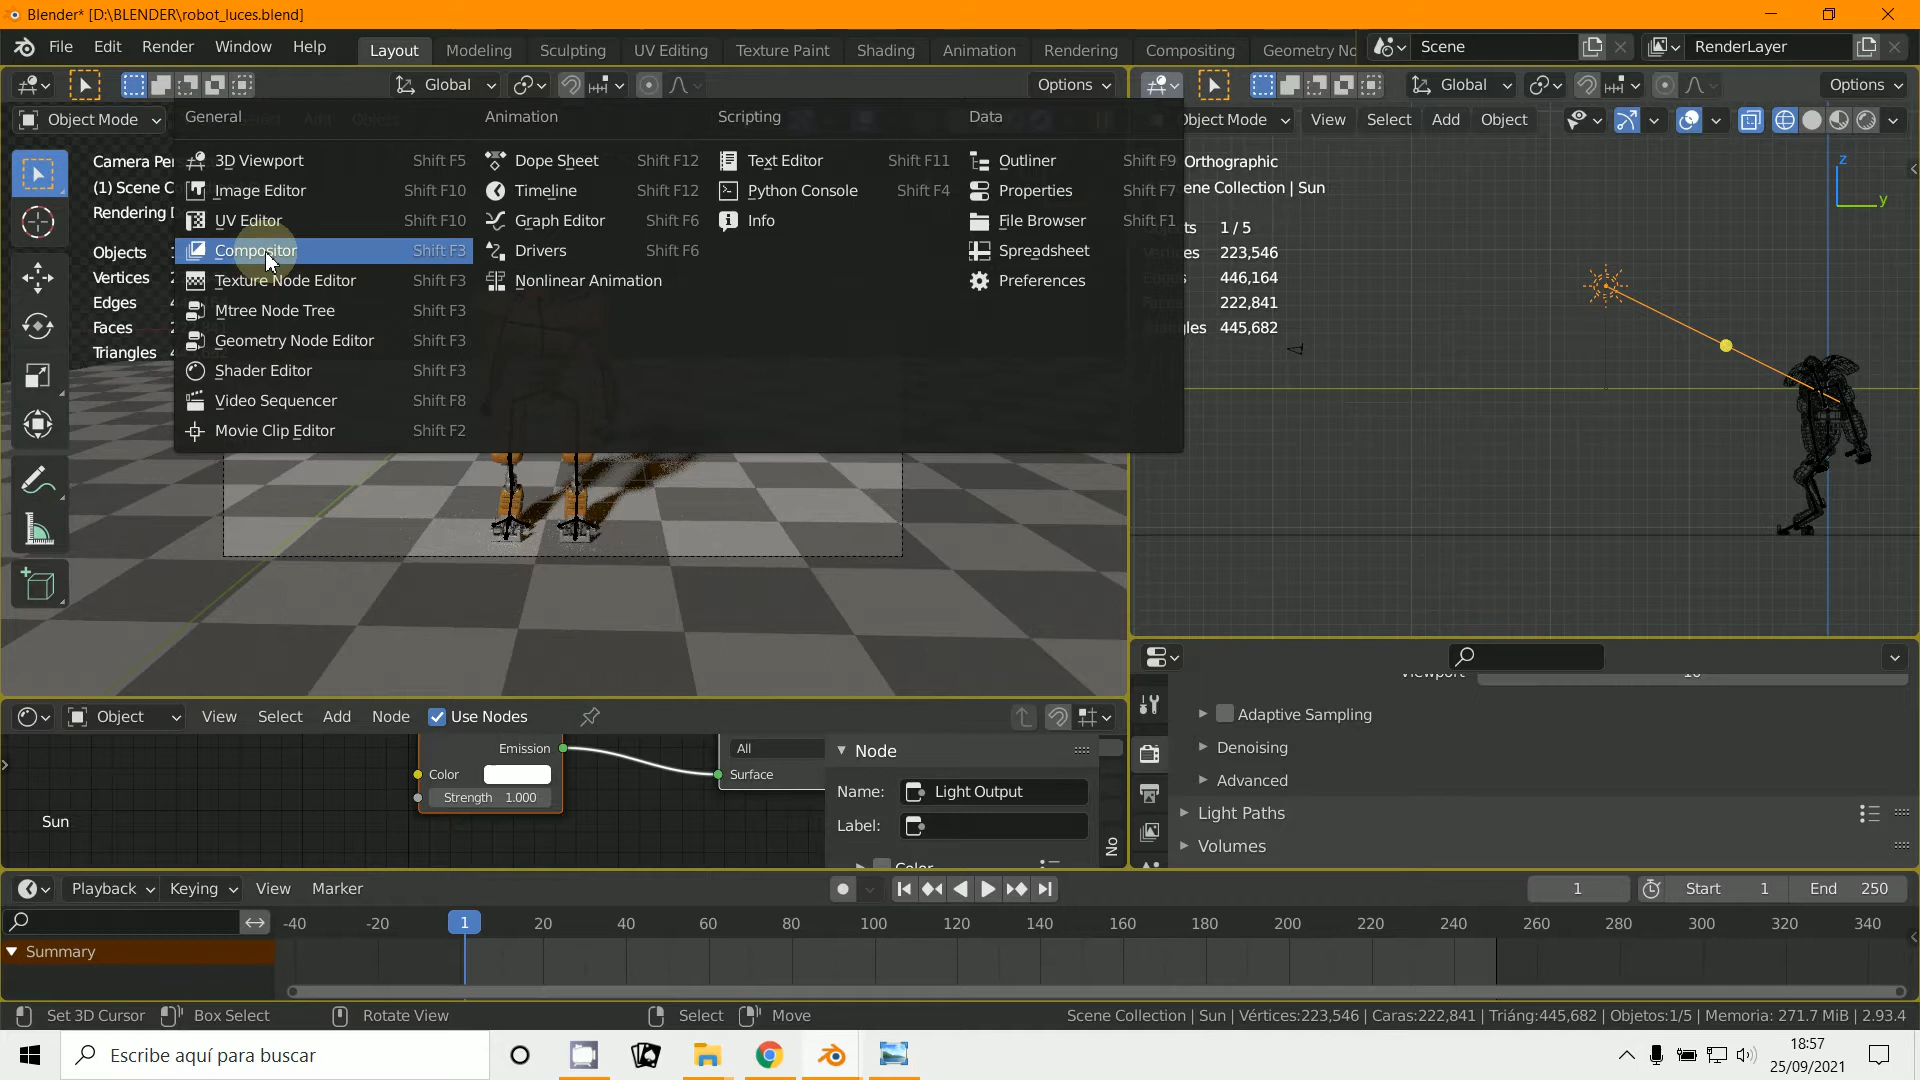 Blender* [D:\BLENDER\robot_luces.blend]
File Edit Render Window Help Layout Modeling Sculpting UV Editing Texture Paint Shading Animation Rendering Compositing Geometry No Scene RenderLayer
Global Options Global Options
Object Mode General Animation Scripting Data Object Mode View Select Add Object
Camera Pe 3D Viewport Shift F5 Dope Sheet Shift F12 Text Editor Shift F11 Outliner Shift F9 Orthographic
(1) Scene C Image Editor Shift F10 Timeline Shift F12 Python Console Shift F4 Properties Shift F7 ene Collection | Sun
Rendering UV Editor Shift F10 Graph Editor Shift F6 Info File Browser Shift F1 ts 1 / 5
Objects Compositor Shift F3 Drivers Shift F6 Spreadsheet 223,546
Vertices Texture Node Editor Shift F3 Nonlinear Animation Preferences 446,164
Edges Mtree Node Tree Shift F3 222,841
Faces Geometry Node Editor Shift F3 gles 445,682
Triangles Shader Editor Shift F3
Video Sequencer Shift F8
Movie Clip Editor Shift F2
z
y
Object View Select Add Node Use Nodes
Emission All Node
Color Surface
Strength 1.000 Name: Light Output
Sun Label:
Color
No
Viewport 10
Adaptive Sampling
Denoising
Advanced
Light Paths
Volumes
Playback Keying View Marker 1 Start 1 End 250
-40 -20 1 20 40 60 80 100 120 140 160 180 200 220 240 260 280 300 320 340
Summary
Set 3D Cursor Box Select Rotate View Select Move Scene Collection | Sun | Vértices:223,546 | Caras:222,841 | Triáng:445,682 | Objetos:1/5 | Memoria: 271.7 MiB | 2.93.4
Escribe aquí para buscar 18:57
25/09/2021